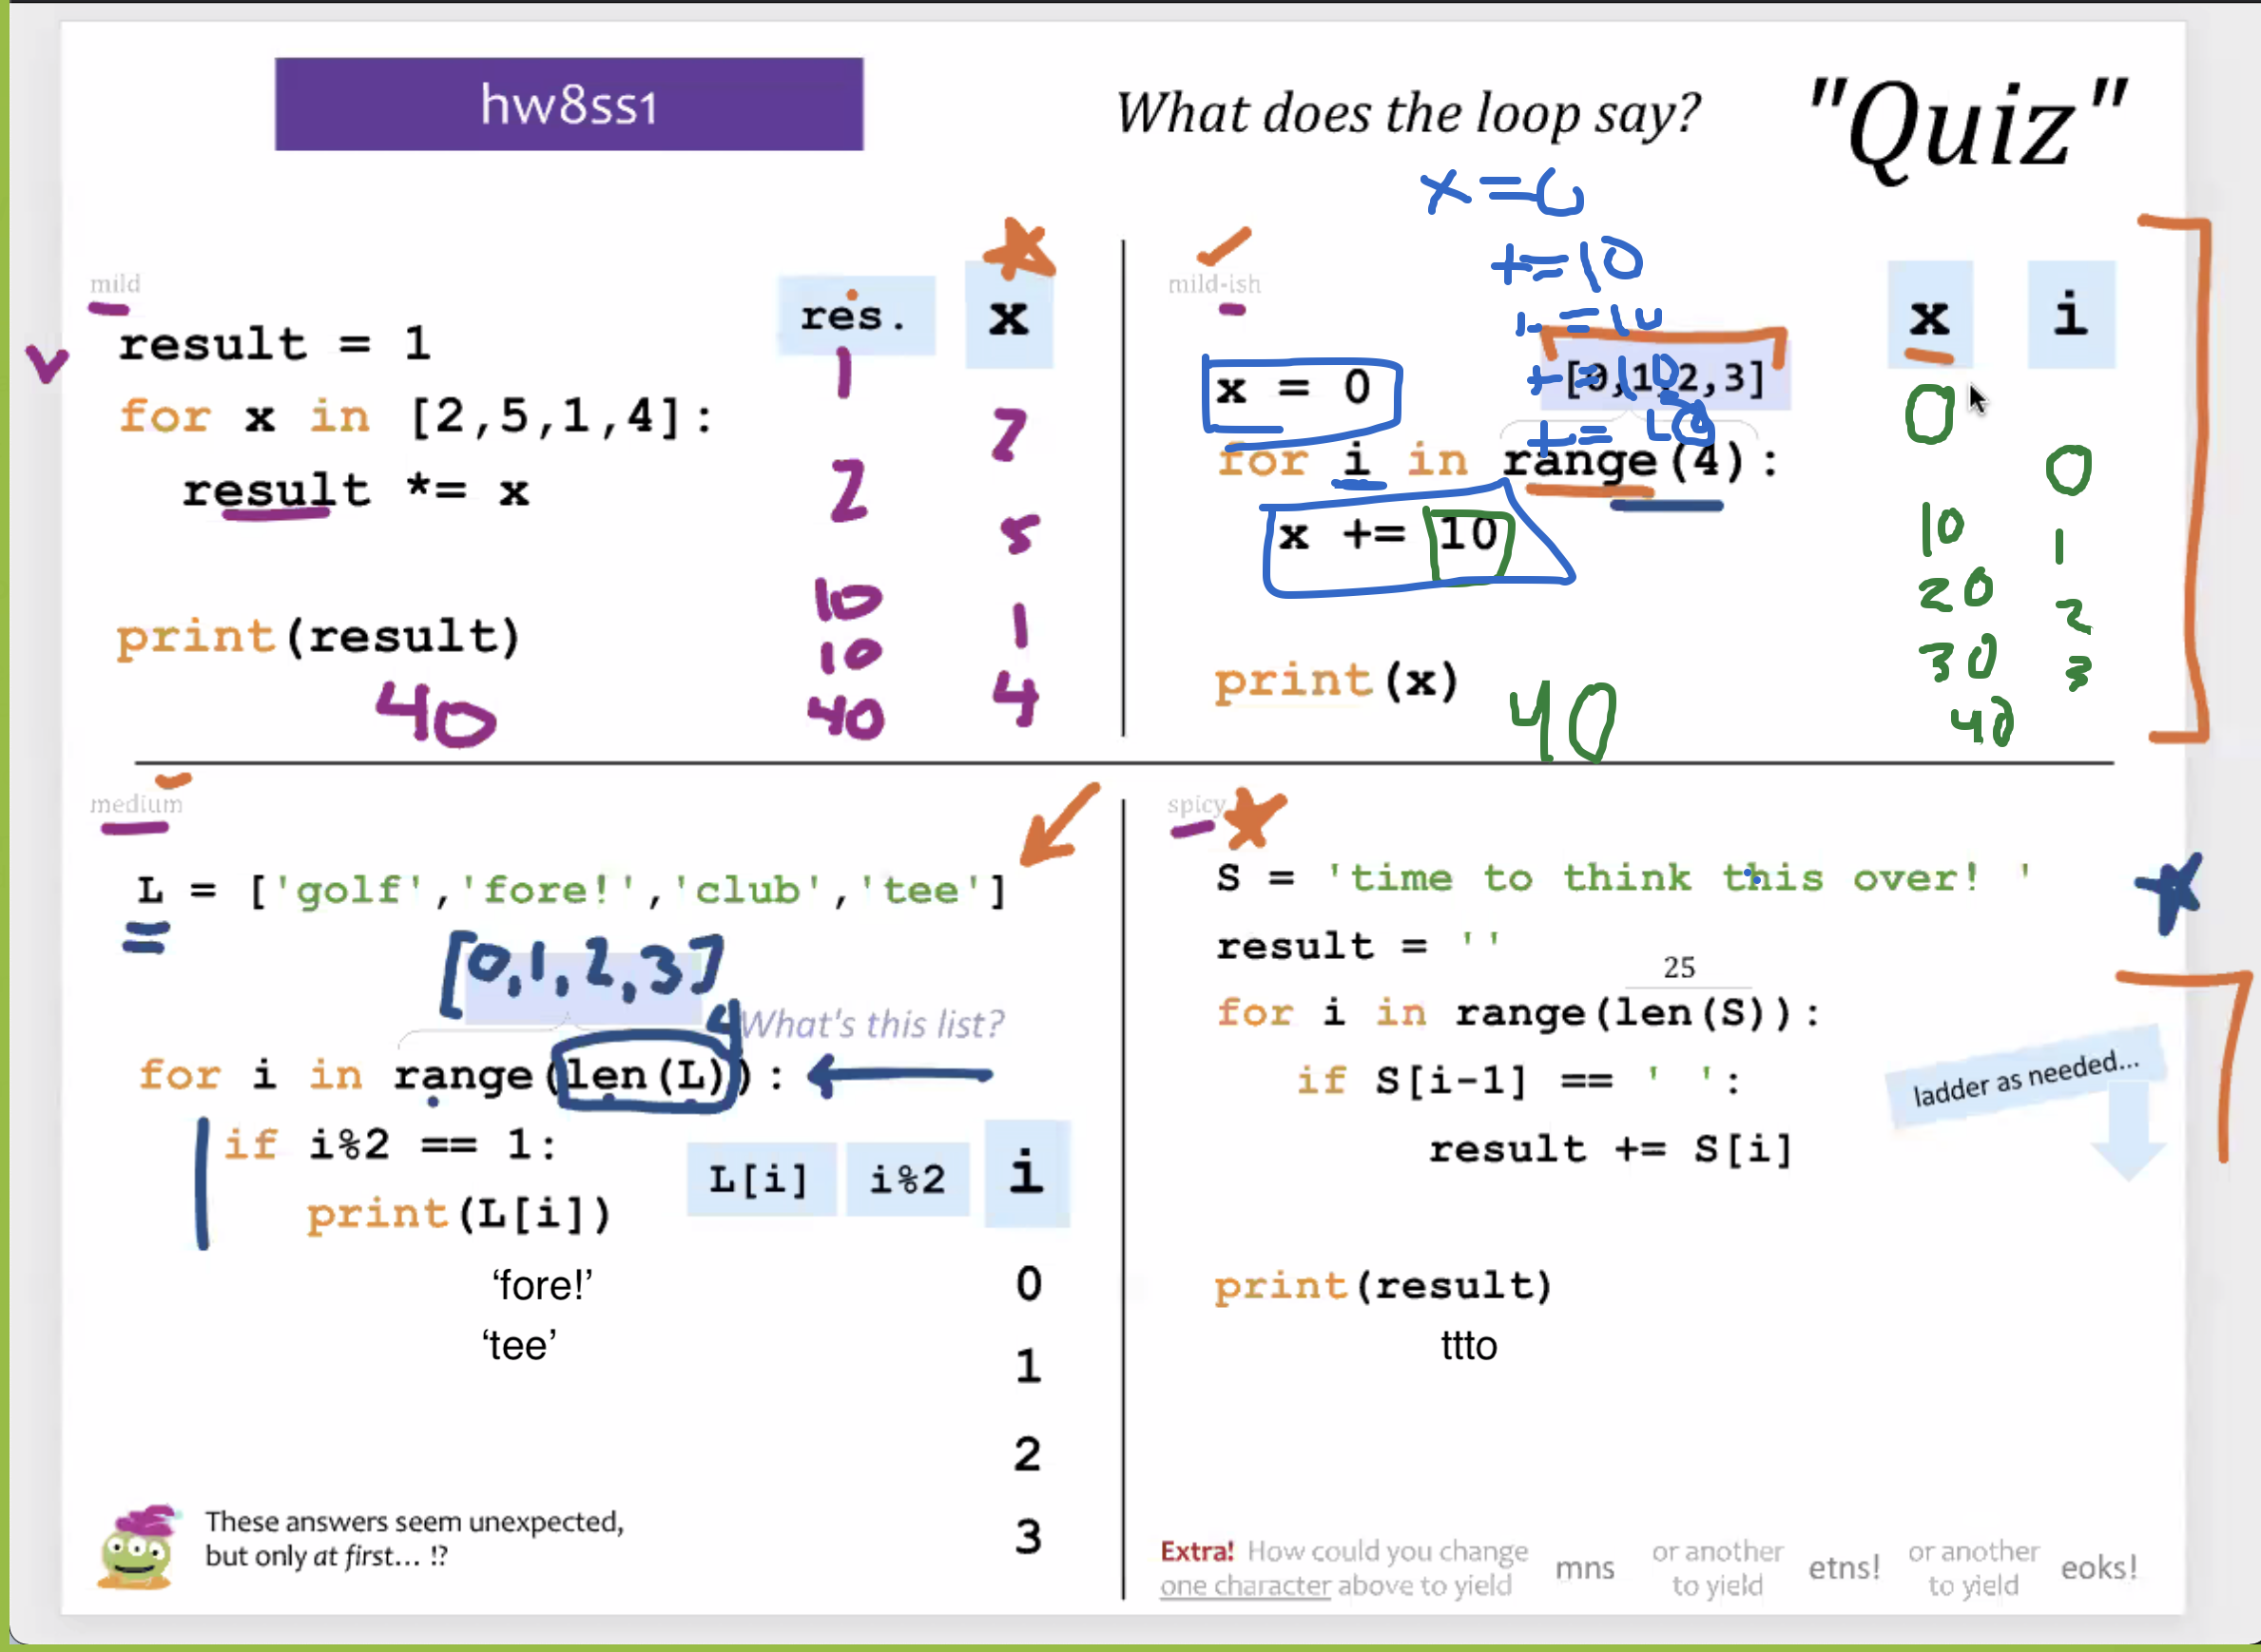 hw8ss1
What does the loop say?
"Quiz"
mild
res.
x
result = 1
for x in [2,5,1,4]:
result *= x
print(result)
40
1
2
2
5
10
1
10
4
40
x=0
+=10
+=10
+=10
+=10
mild-ish
x
i
x = 0
[0,1,2,3]
for i in range(4):
x += 10
print(x)
40
0
0
10
1
20
2
30
3
40
medium
L = ['golf','fore!','club','tee']
[0,1,2,3]
4
What's this list?
for i in range(len(L)):
if i%2 == 1:
print(L[i])
L[i]
i%2
i
‘fore!’
‘tee’
0
1
2
3
These answers seem unexpected,
but only at first... !?
spicy
S = 'time to think this over! '
result = ''
25
for i in range(len(S)):
if S[i-1] == ' ':
result += S[i]
ladder as needed...
print(result)
ttto
Extra! How could you change
one character above to yield
mns
or another
to yield
etns!
or another
to yield
eoks!